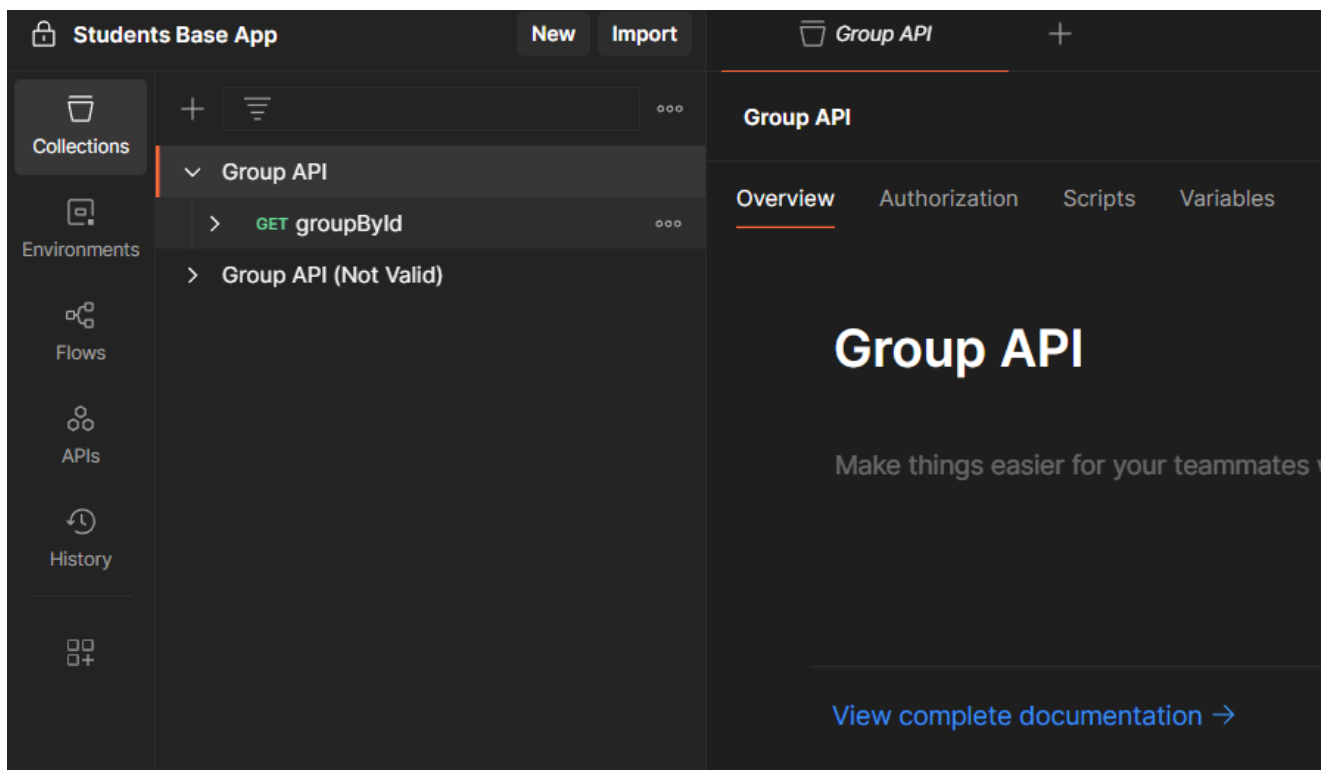 Students Base App
New
Import
Group API
Collections
Group API
Group API
GET groupById
Overview
Authorization
Scripts
Variables
Environments
Group API (Not Valid)
Flows
Group API
APIs
Make things easier for your teammates
History
View complete documentation →